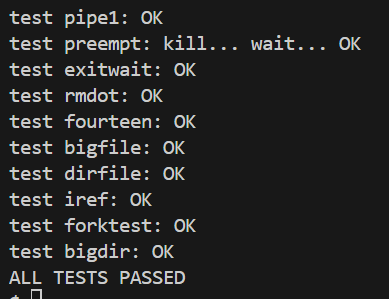 test pipe1: OK
test preempt: kill... wait... OK
test exitwait: OK
test rmdot: OK
test fourteen: OK
test bigfile: OK
test dirfile: OK
test iref: OK
test forktest: OK
test bigdir: OK
ALL TESTS PASSED
$